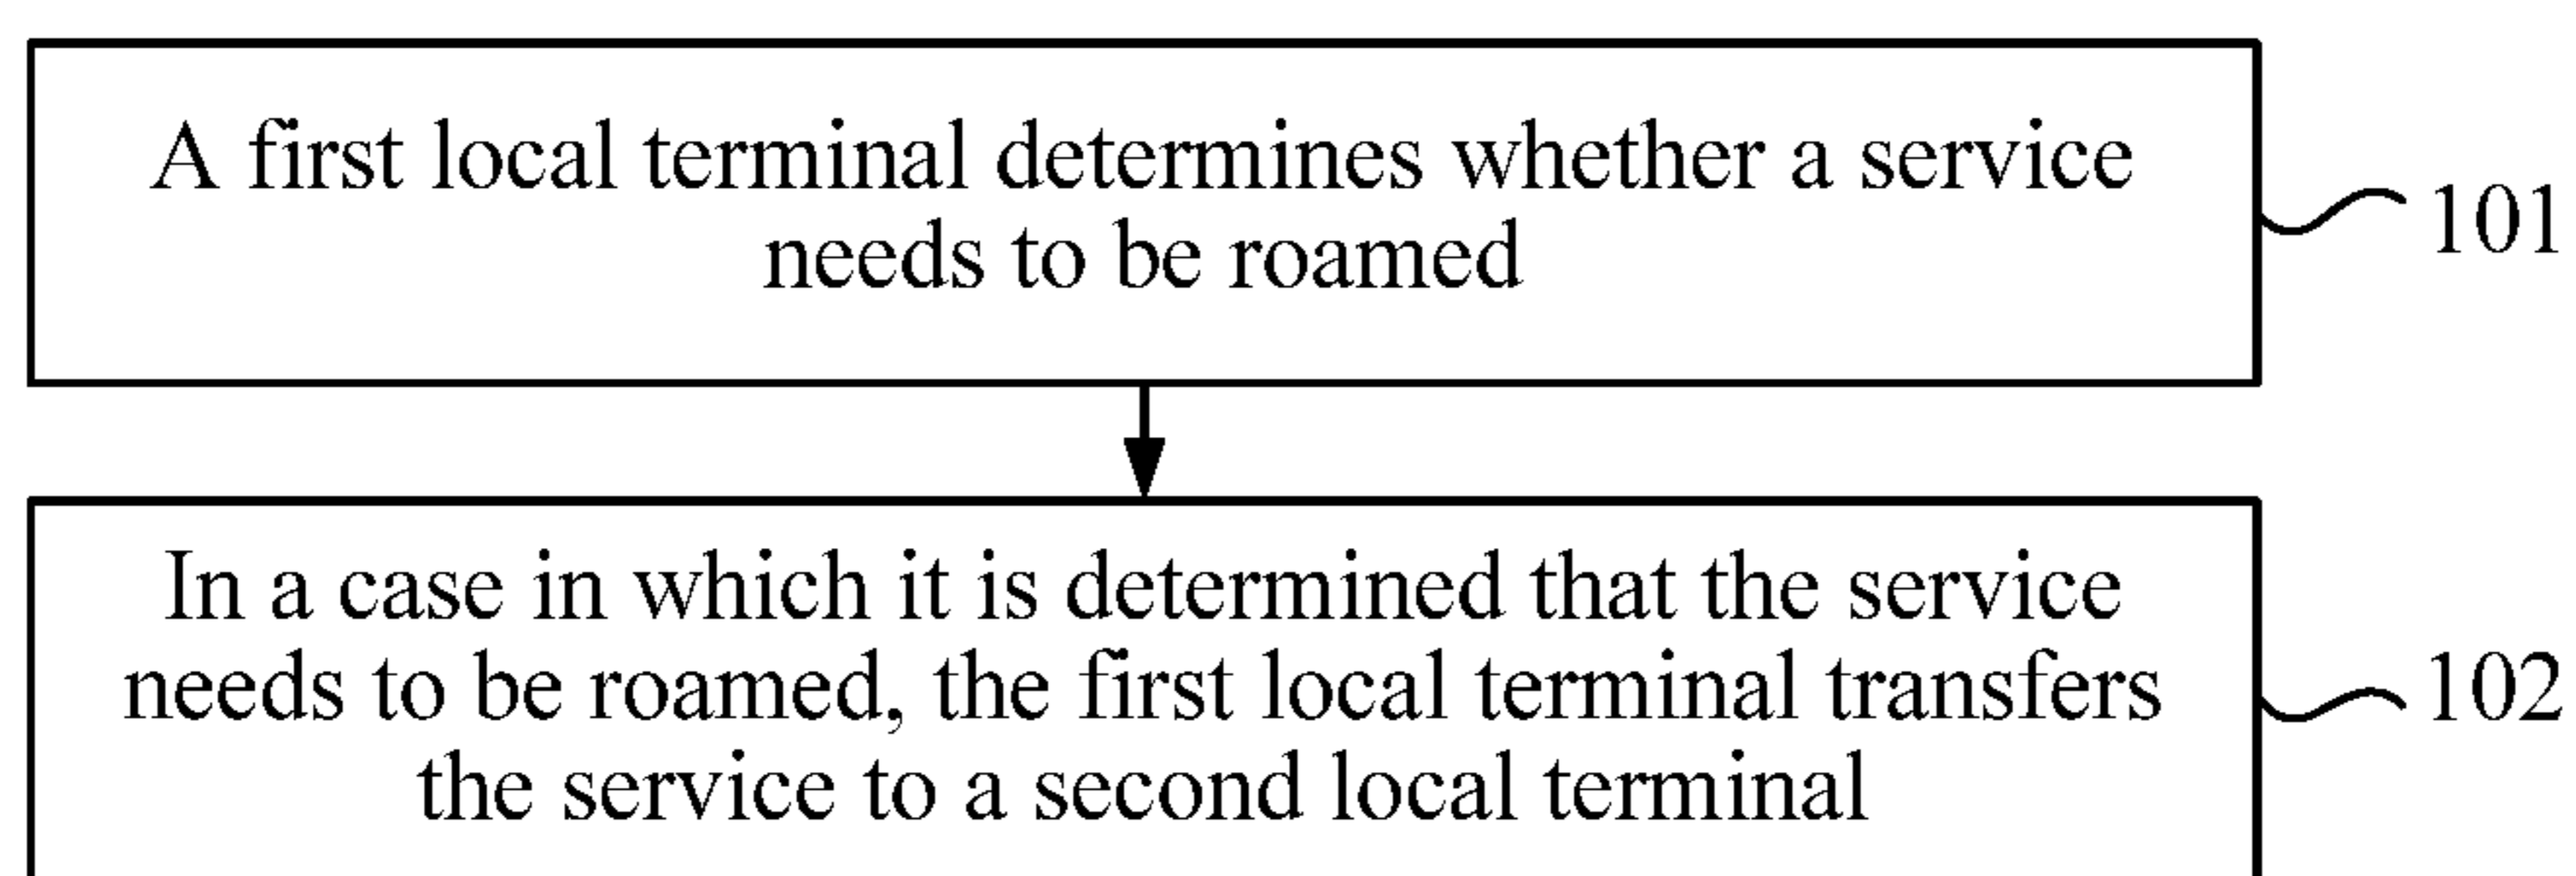 A first local terminal determines whether a service
needs to be roamed
101
In a case in which it is determined that the service
needs to be roamed, the first local terminal transfers
the service to a second local terminal
102